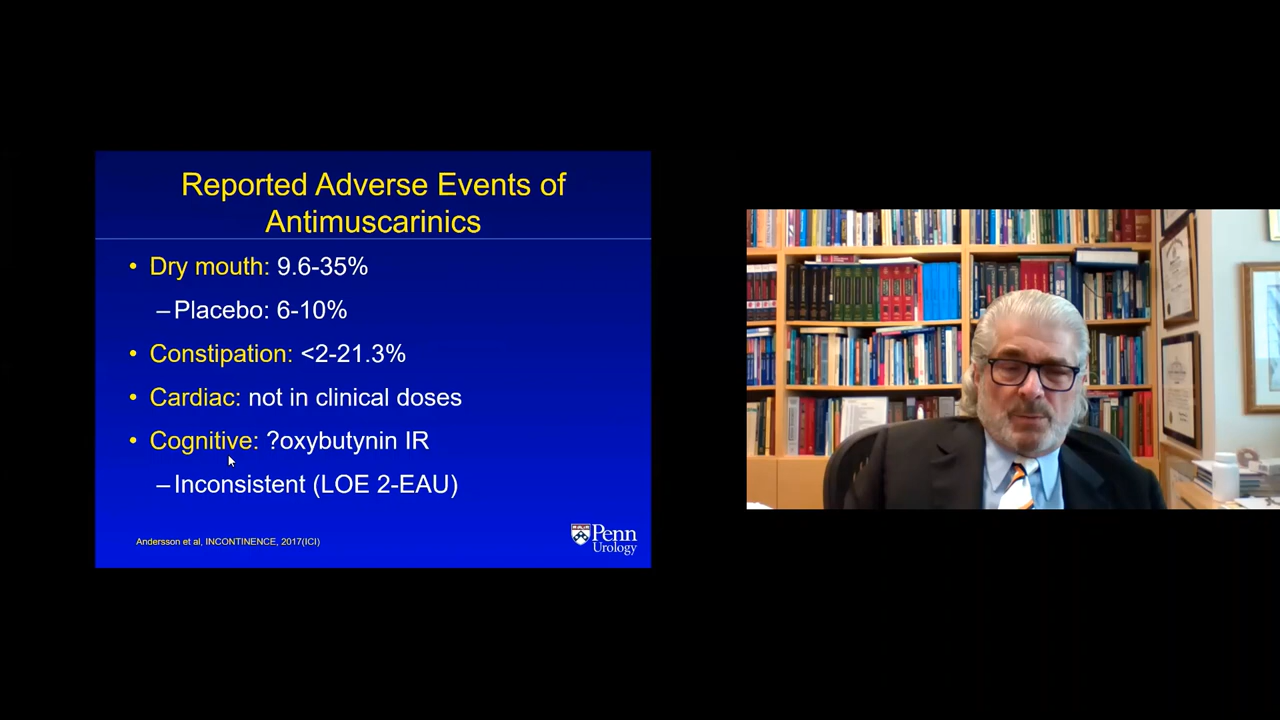 Reported Adverse Events of
Antimuscarinics
• Dry mouth: 9.6-35%
–Placebo: 6-10%
• Constipation: <2-21.3%
• Cardiac: not in clinical doses
• Cognitive: ?oxybutynin IR
–Inconsistent (LOE 2-EAU)
Andersson et al, INCONTINENCE, 2017(ICI)
Penn
Urology